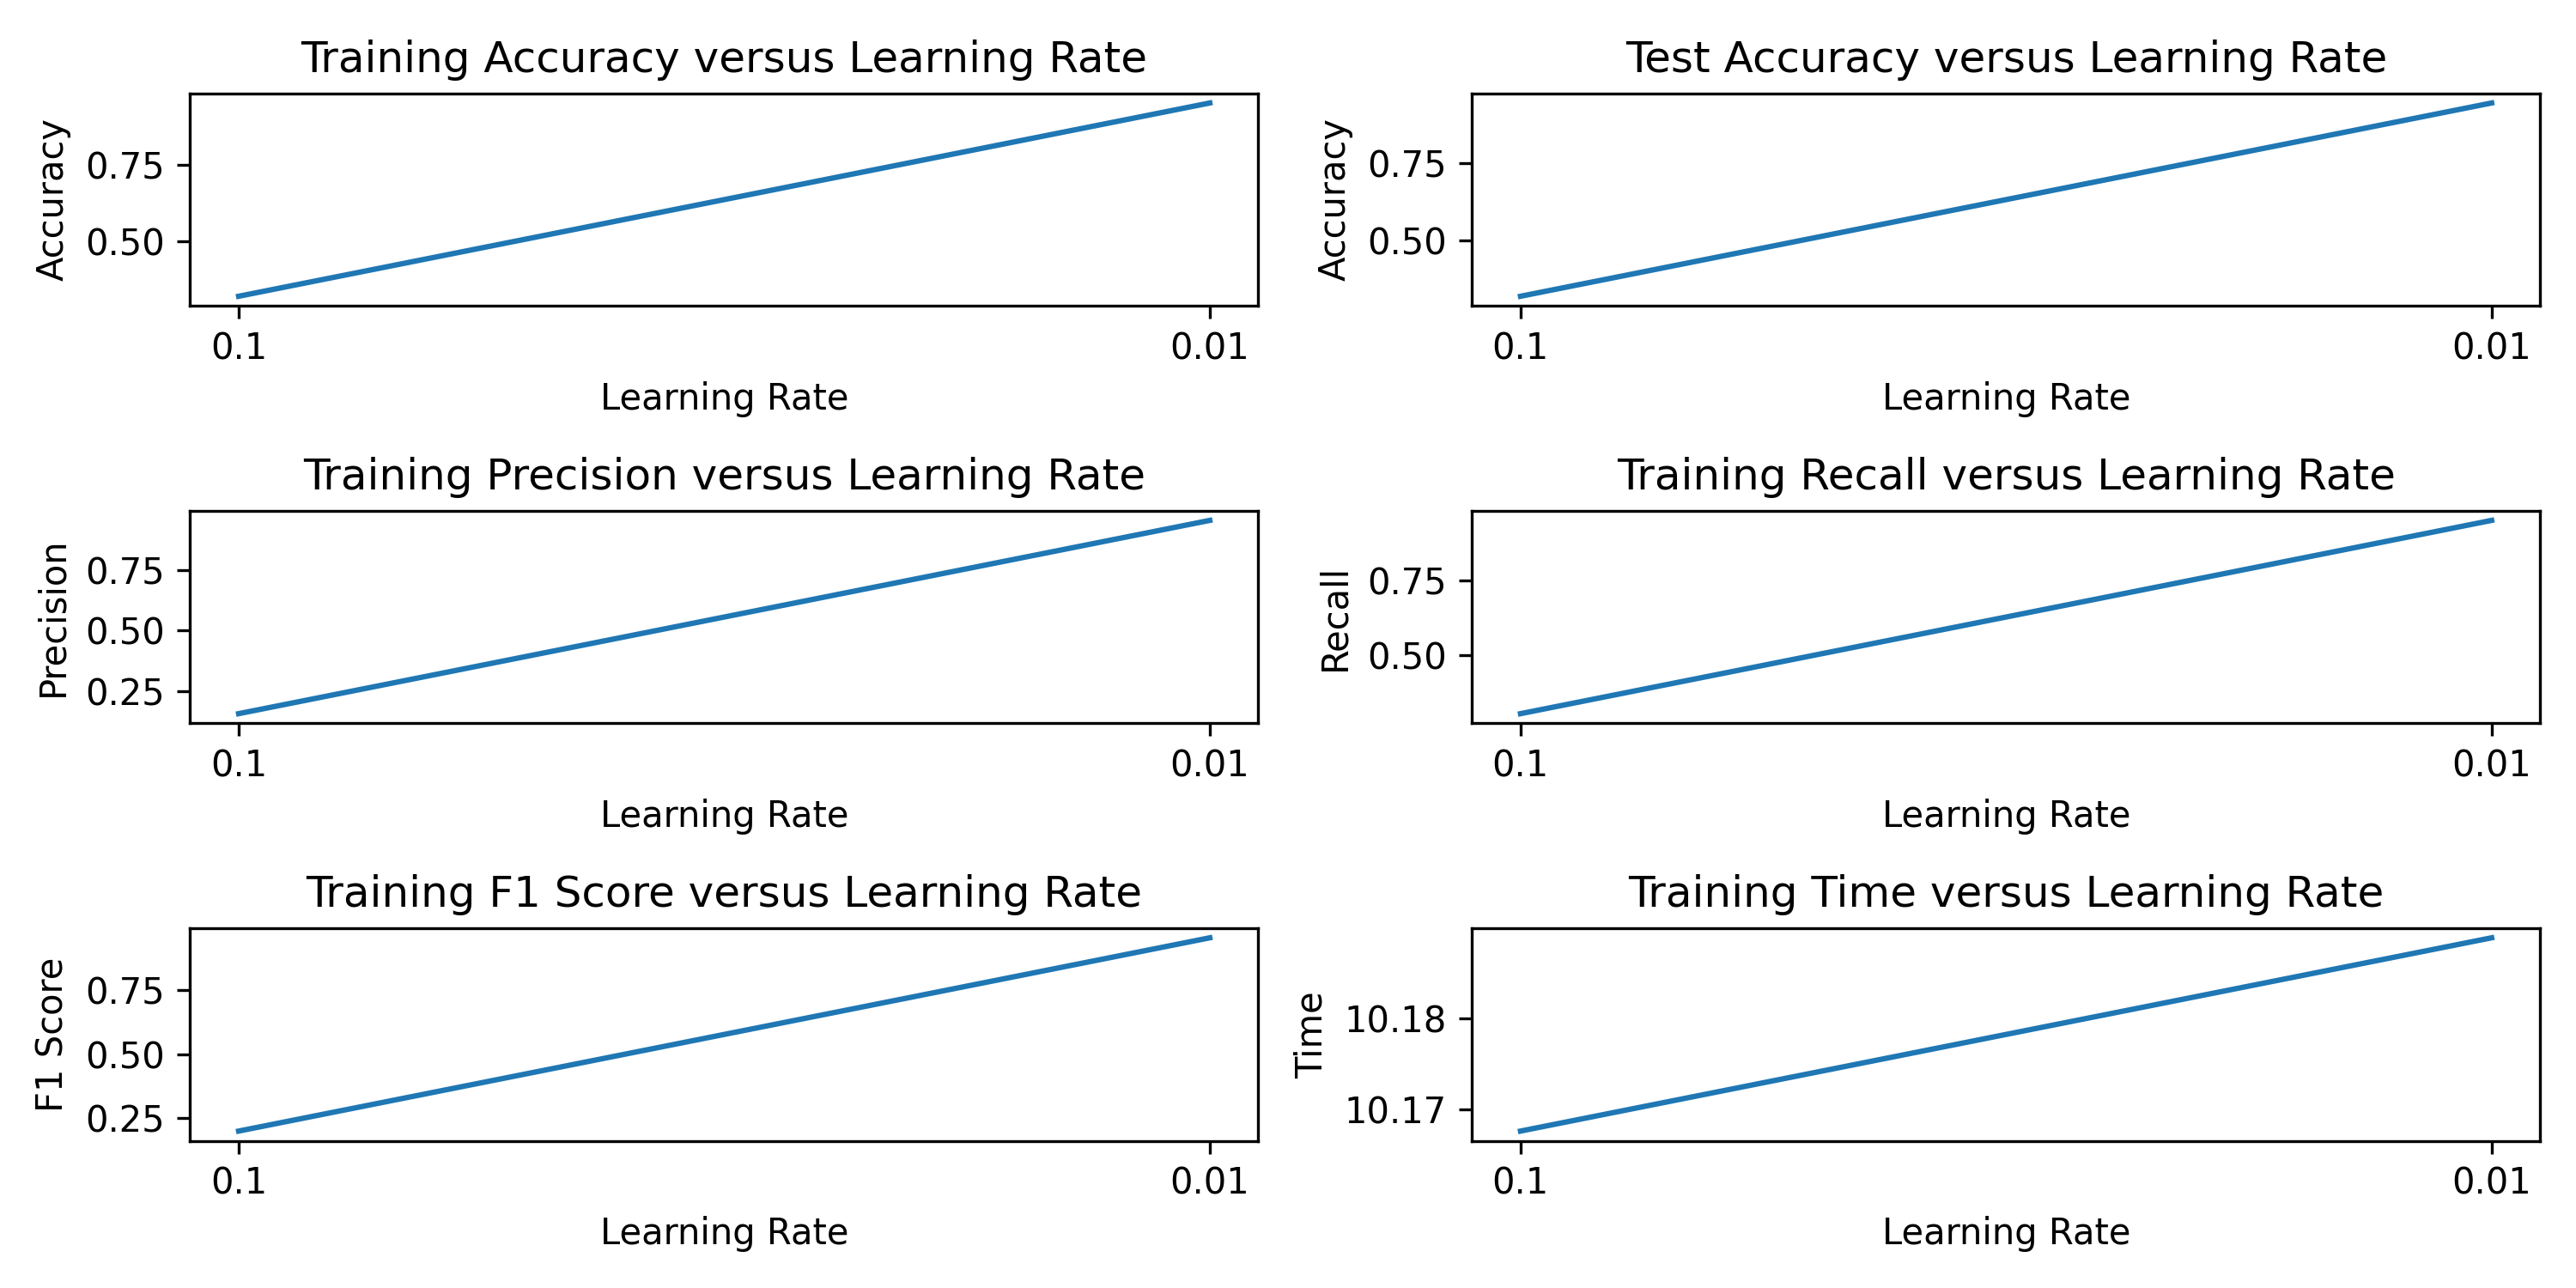 Training Accuracy versus Learning Rate
Accuracy
0.75
0.50
0.1 0.01
Learning Rate
Test Accuracy versus Learning Rate
Accuracy
0.75
0.50
0.1 0.01
Learning Rate
Training Precision versus Learning Rate
Precision
0.75
0.50
0.25
0.1 0.01
Learning Rate
Training Recall versus Learning Rate
Recall
0.75
0.50
0.1 0.01
Learning Rate
Training F1 Score versus Learning Rate
F1 Score
0.75
0.50
0.25
0.1 0.01
Learning Rate
Training Time versus Learning Rate
Time
10.18
10.17
0.1 0.01
Learning Rate